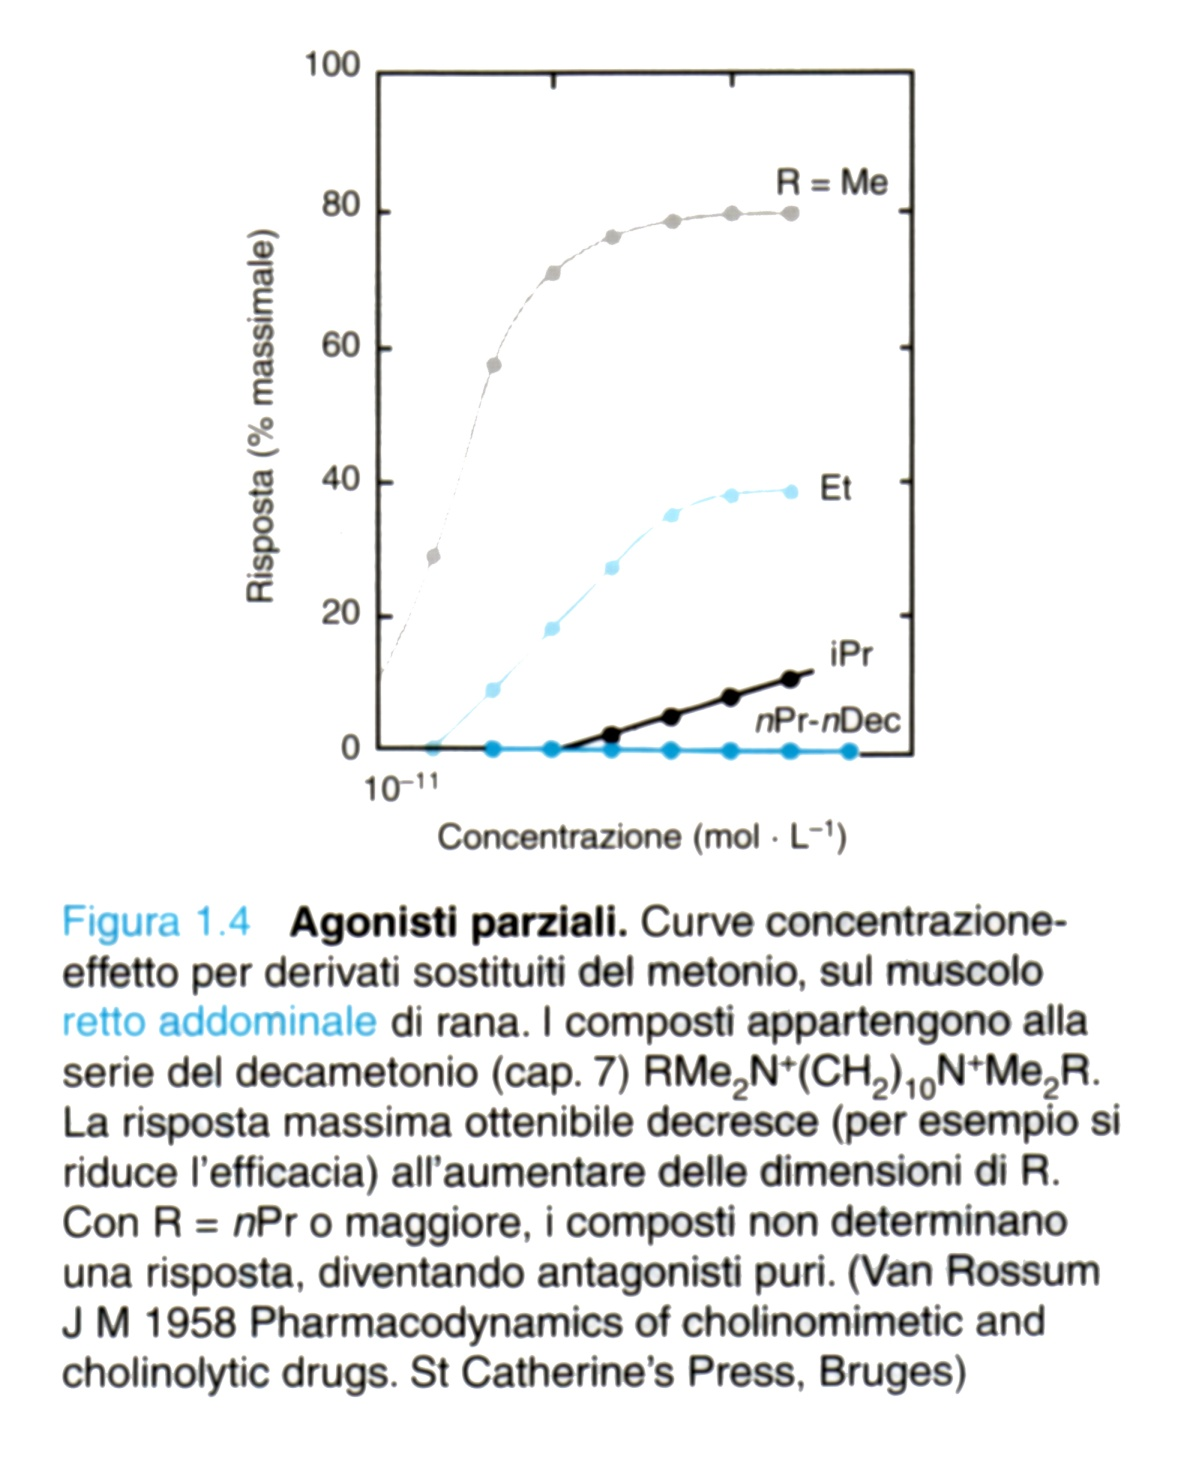 100
R = Me
80
60
40
Et
20
iPr
nPr-nDec
0
10⁻¹¹
Risposta (% massimale)
Concentrazione (mol · L⁻¹)
Figura 1.4 Agonisti parziali. Curve concentrazione-
effetto per derivati sostituiti del metonio, sul muscolo
retto addominale di rana. I composti appartengono alla
serie del decametonio (cap. 7) RMe₂N⁺(CH₂)₁₀N⁺Me₂R.
La risposta massima ottenibile decresce (per esempio si
riduce l'efficacia) all'aumentare delle dimensioni di R.
Con R = nPr o maggiore, i composti non determinano
una risposta, diventando antagonisti puri. (Van Rossum
J M 1958 Pharmacodynamics of cholinomimetic and
cholinolytic drugs. St Catherine's Press, Bruges)